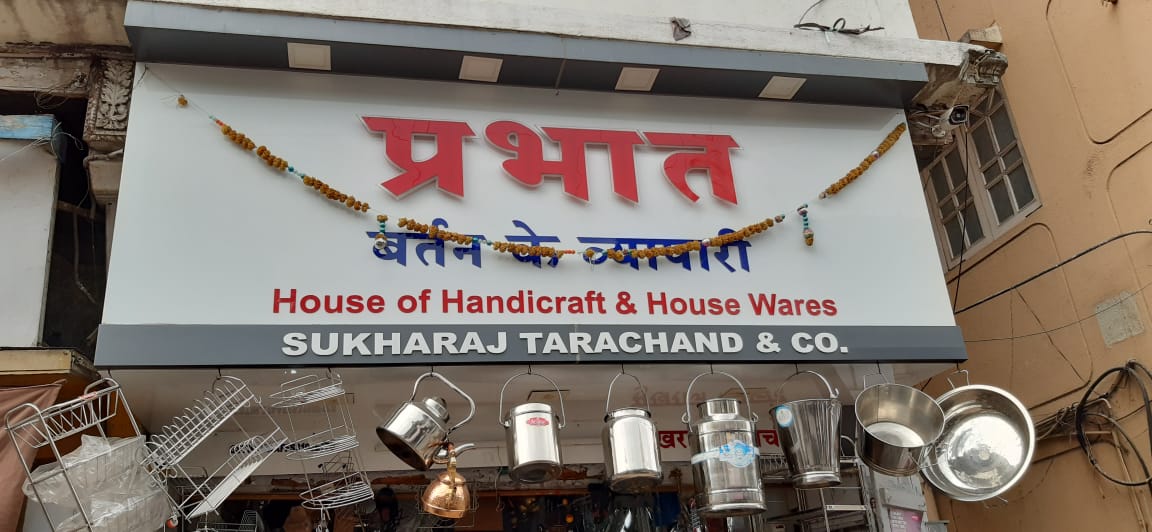 प्रभात
बर्तन के व्यापारी
House of Handicraft & House Wares
SUKHARAJ TARACHAND & CO.